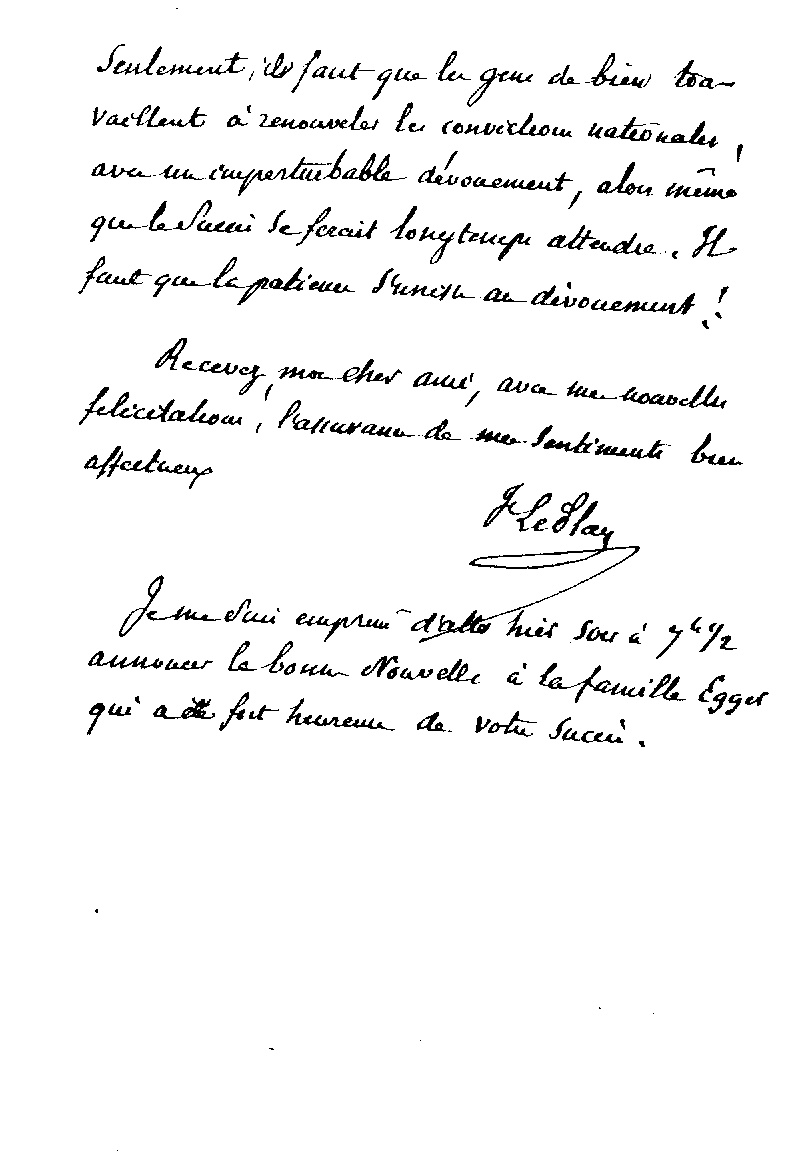 Seulement, il faut que les gens de bien tra-
vaillent à renouveler les convictions nationales,
avec un imperturbable dévouement, alors même
que le Succès se ferait longtemps attendre. Il
faut que la patience s'unisse au dévouement !
Recevez, mon cher ami, avec mes nouvelles
félicitations, l'assurance de mes sentiments bien
affectueux
F Le Play
Je me suis empressé d'aller hier soir à 7h 1/2
annoncer la bonne Nouvelle à la famille Egger
qui a été fort heureuse de votre succès.